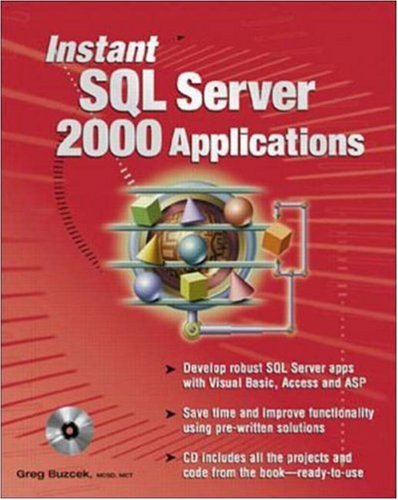 Instant
SQL Server
2000 Applications
Develop robust SQL Server apps
with Visual Basic, Access and ASP
Save time and improve functionality
using pre-written solutions
CD includes all the projects and
code from the book—ready-to-use
Greg Buzcek, MCSD, MCT